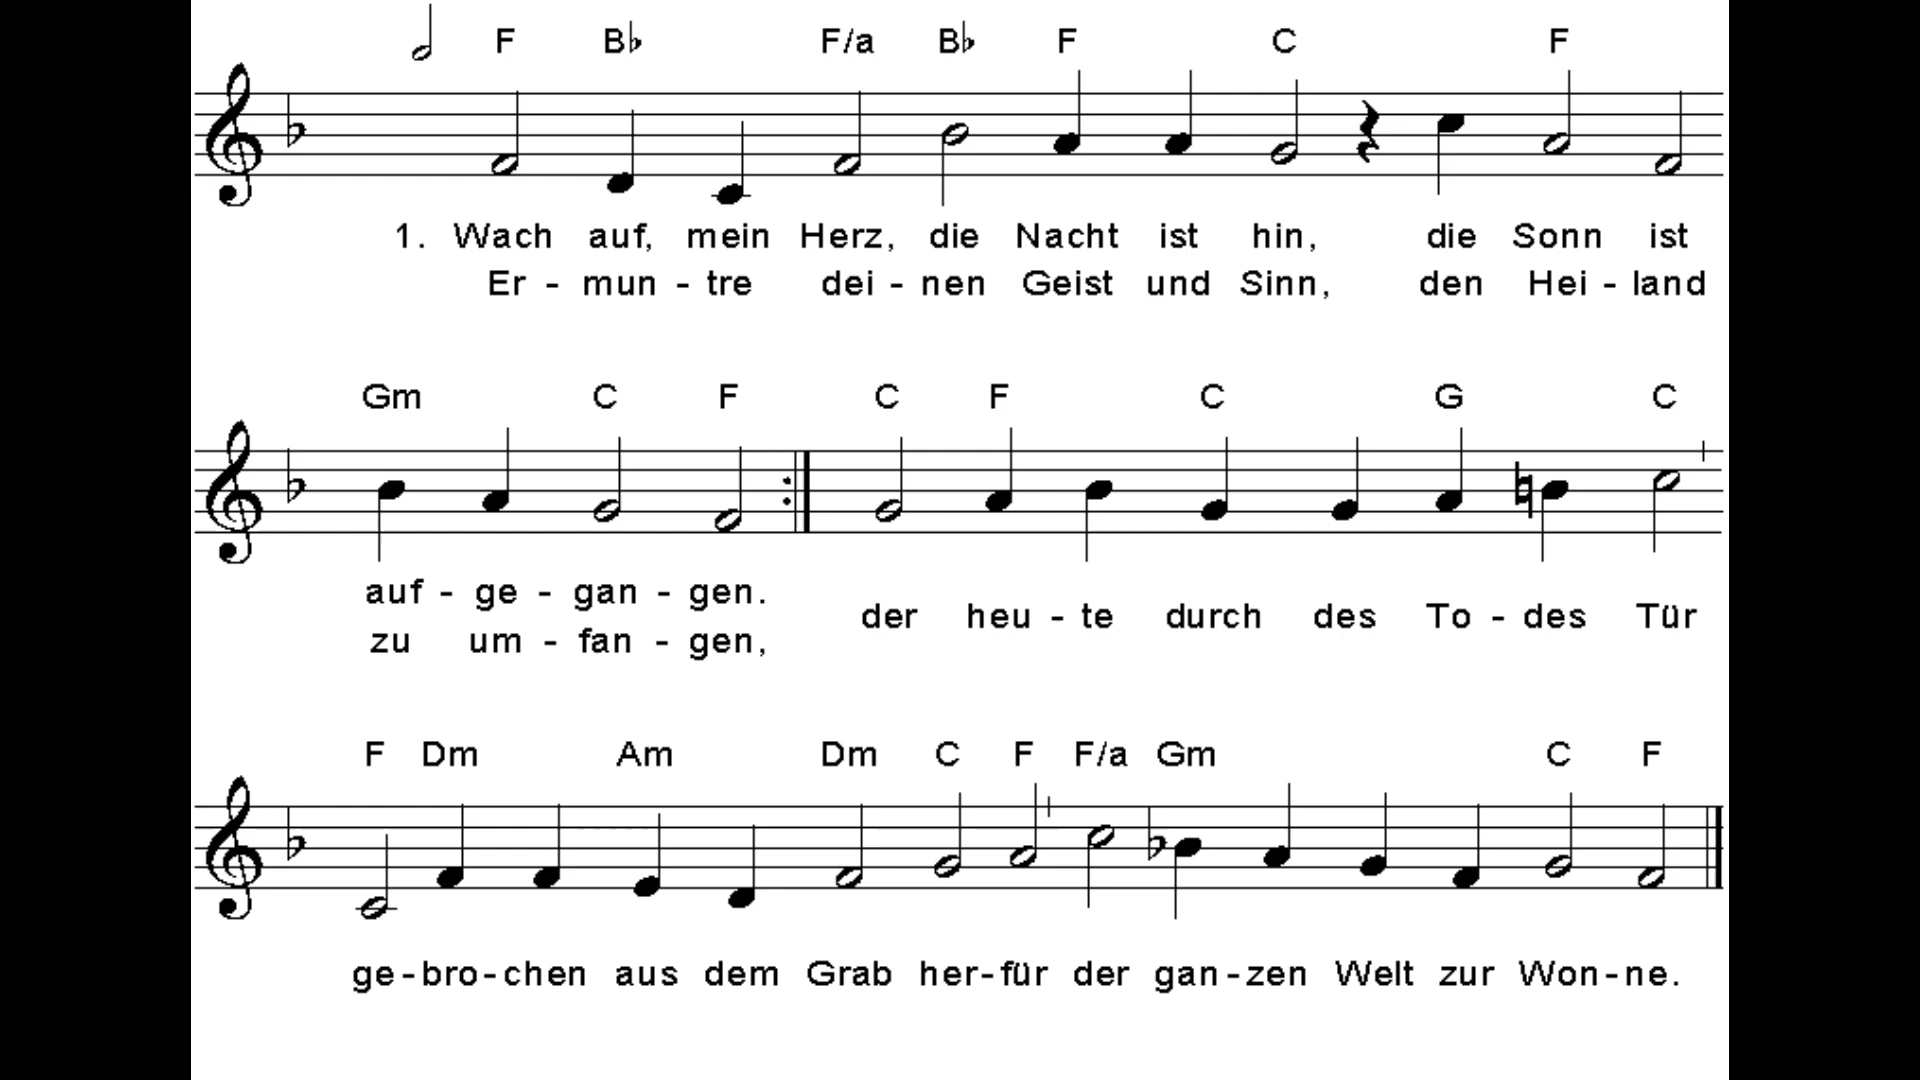 F B♭ F/a B♭ F C F
1. Wach auf, mein Herz, die Nacht ist hin, die Sonn ist
Er - mun - tre dei - nen Geist und Sinn, den Hei - land
Gm C F C F C G C
auf - ge - gan - gen.
zu um - fan - gen,
der heu - te durch des To - des Tür
F Dm Am Dm C F F/a Gm C F
ge - bro - chen aus dem Grab her - für der gan - zen Welt zur Won - ne.